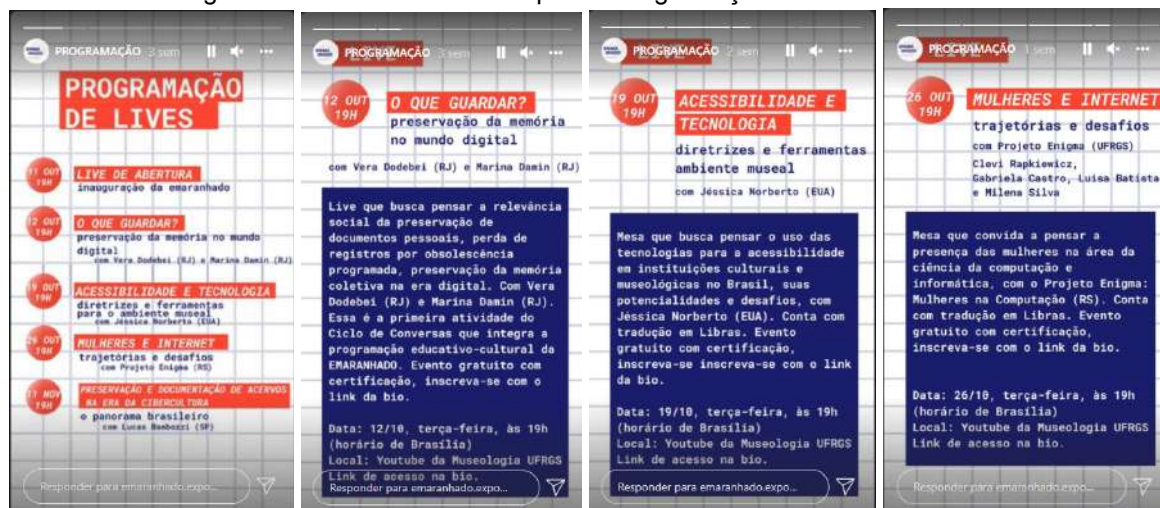 PROGRAMAÇÃO 3 sem
PROGRAMAÇÃO
DE LIVES
11 OUT
19H
LIVE DE ABERTURA
inauguração da emaranhado
12 OUT
19H
O QUE GUARDAR?
preservação da memória no mundo
digital
com Vera Dodebei (RJ) e Marina Damin (RJ)
19 OUT
19H
ACESSIBILIDADE E TECNOLOGIA
diretrizes e ferramentas
para o ambiente museal
com Jéssica Norberto (EUA)
26 OUT
19H
MULHERES E INTERNET
trajetórias e desafios
com Projeto Enigma (RS)
19H
PRESERVAÇÃO E DOCUMENTAÇÃO DE ACERVOS
NA ERA DA CIBERCULTURA
o panorama brasileiro
com Lucas Bambozzi (SP)
Responder para emaranhado.expo...
PROGRAMAÇÃO 3 sem
12 OUT
19H
O QUE GUARDAR?
preservação da memória
no mundo digital
com Vera Dodebei (RJ) e Marina Damin (RJ)
Live que busca pensar a relevância
social da preservação de
documentos pessoais, perda de
registros por obsolescência
programada, preservação da memória
coletiva na era digital. Com Vera
Dodebei (RJ) e Marina Damin (RJ).
Essa é a primeira atividade do
Ciclo de Conversas que integra a
programação educativo-cultural da
EMARANHADO. Evento gratuito com
certificação, inscreva-se com o
link da bio.
Data: 12/10, terça-feira, às 19h
(horário de Brasília)
Local: Youtube da Museologia UFRGS
Link de acesso na bio.
Responder para emaranhado.expo...
PROGRAMAÇÃO 2 sem
19 OUT
19H
ACESSIBILIDADE E
TECNOLOGIA
diretrizes e ferramentas
ambiente museal
com Jéssica Norberto (EUA)
Mesa que busca pensar o uso das
tecnologias para a acessibilidade
em instituições culturais e
museológicas no Brasil, suas
potencialidades e desafios, com
Jéssica Norberto (EUA). Conta com
tradução em Libras. Evento
gratuito com certificação,
inscreva-se inscreva-se com o link
da bio.
Data: 19/10, terça-feira, às 19h
(horário de Brasília)
Local: Youtube da Museologia UFRGS
Link de acesso na bio.
Responder para emaranhado.expo...
PROGRAMAÇÃO 1 sem
26 OUT
19H
MULHERES E INTERNET
trajetórias e desafios
com Projeto Enigma (UFRGS)
Clevi Rapkiewicz,
Gabriela Castro, Luisa Batista
e Milena Silva
Mesa que convida a pensar a
presença das mulheres na área da
ciência da computação e
informática, com o Projeto Enigma:
Mulheres na Computação (RS). Conta
com tradução em Libras. Evento
gratuito com certificação,
inscreva-se com o link da bio.
Data: 26/10, terça-feira, às 19h
(horário de Brasília)
Local: Youtube da Museologia UFRGS
Link de acesso na bio.
Responder para emaranhado.expo...